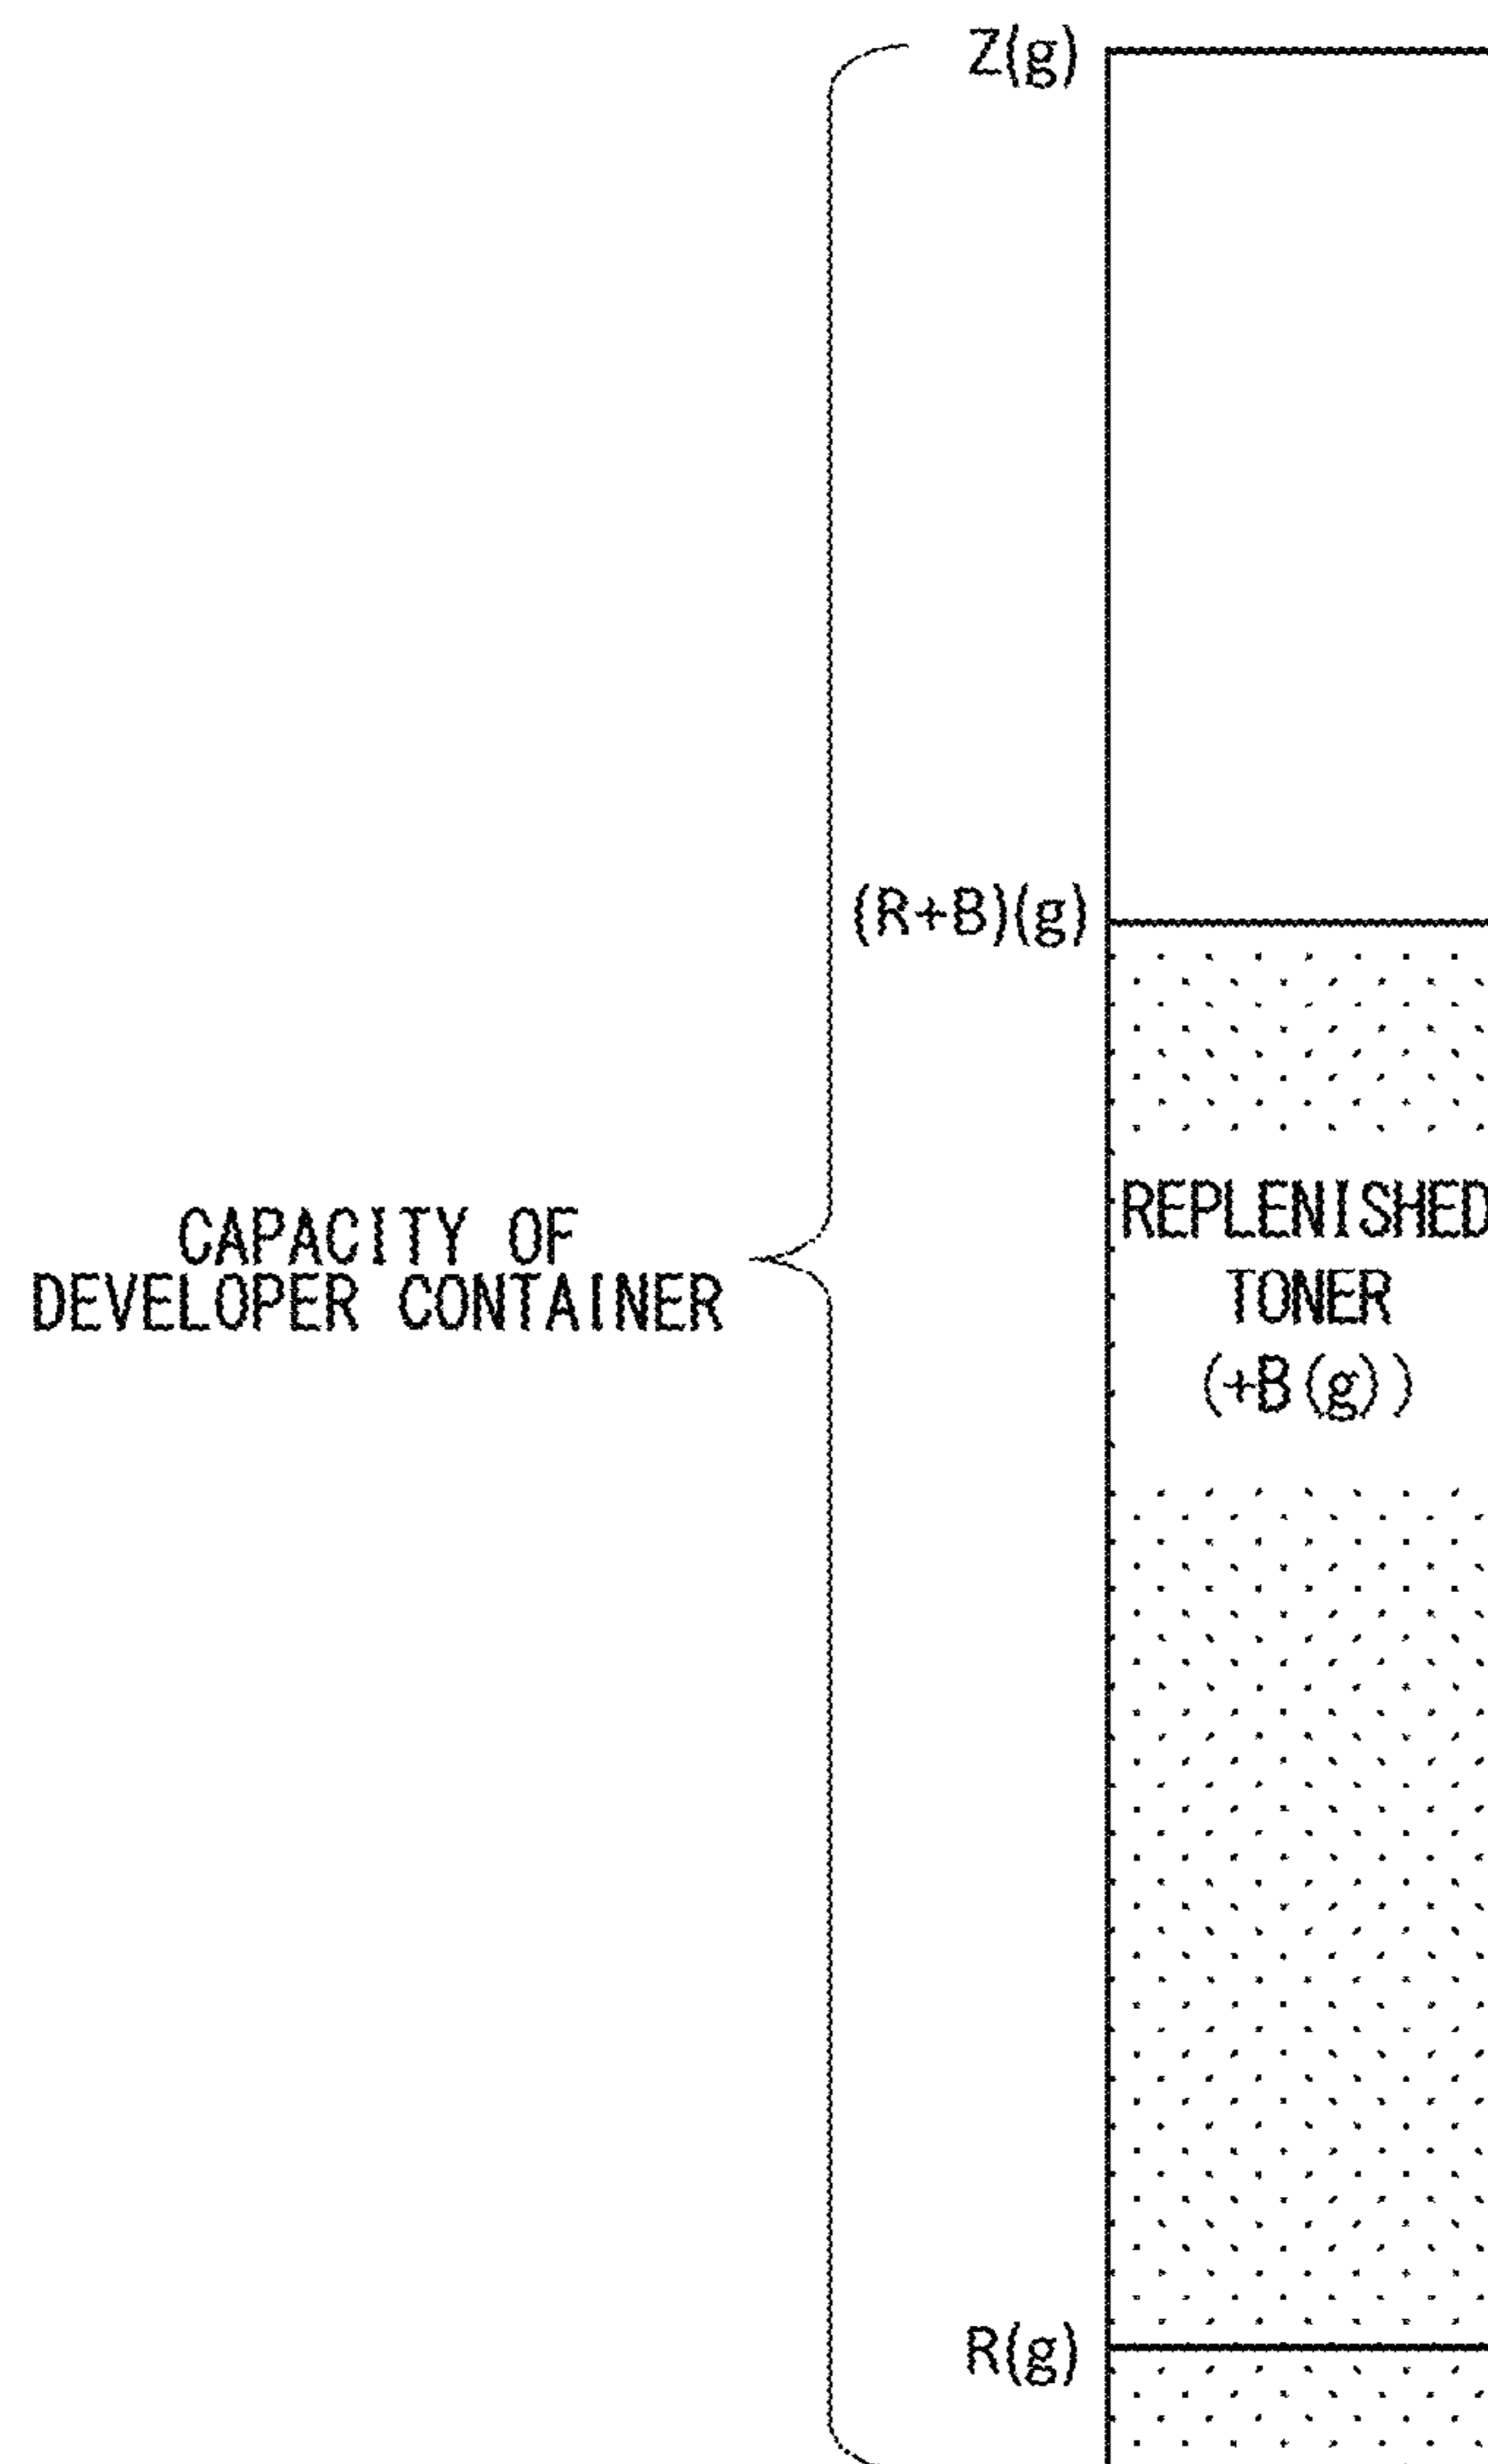 Z(g)
(R+B)(g)
CAPACITY OF
DEVELOPER CONTAINER
REPLENISHED
TONER
(+B(g))
R(g)